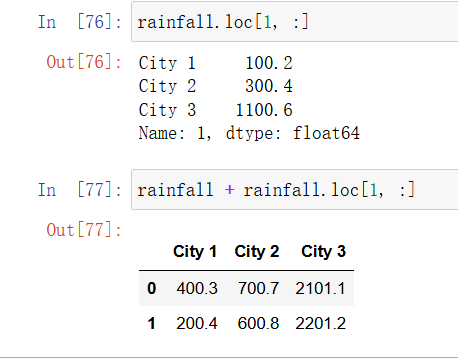 In [76]: rainfall.loc[1, :]
Out[76]: City 1 100.2
City 2 300.4
City 3 1100.6
Name: 1, dtype: float64
In [77]: rainfall + rainfall.loc[1, :]
Out[77]:
City 1 City 2 City 3
0 400.3 700.7 2101.1
1 200.4 600.8 2201.2